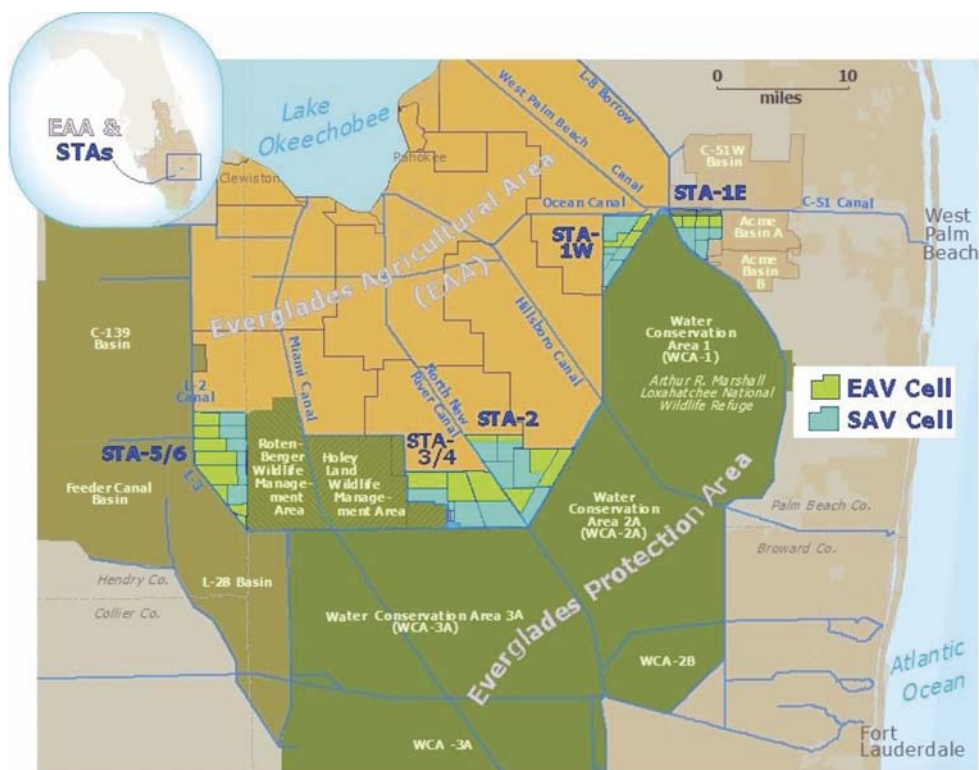 EAA &
STAs
Lake
Okeechobee
West Palm Beach
Canal
L-8 Borrow
0 10
miles
C-51W
Basin
Pahokee
Clewiston
Ocean Canal
STA-1E
C-51 Canal
West
Palm
Beach
STA-
1W
Acme
Basin A
Acme
Basin
B
Everglades Agricultural Area
(EAA)
C-139
Basin
Miami Canal
North New
River Canal
Hillsboro Canal
Water
Conservation
Area 1
(WCA-1)
Arthur R. Marshall
Loxahatchee National
Wildlife Refuge
EAV Cell
SAV Cell
L-2
Canal
STA-2
STA-
3/4
STA-5/6
L-3
Roten-
Berger
Wildlife
Manage-
ment
Area
Holey
Land
Wildlife
Manage-
ment Area
Feeder Canal
Basin
Water
Conservation
Area 2A
(WCA-2A)
Palm Beach Co.
Broward Co.
Everglades Protection Area
Hendry Co.
Collier Co.
L-28 Basin
Water Conservation Area 3A
(WCA-3A)
WCA-2B
Atlantic
Ocean
WCA -3A
Fort
Lauderdale